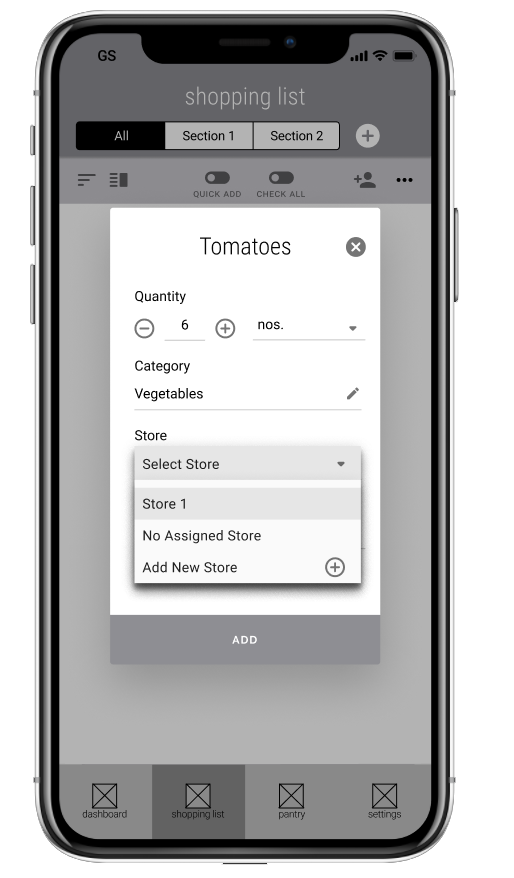 GS
shopping list
All Section 1 Section 2
QUICK ADD CHECK ALL
Tomatoes
Quantity
6 nos.
Category
Vegetables
Store
Select Store
Store 1
No Assigned Store
Add New Store
ADD
dashboard shopping list pantry settings